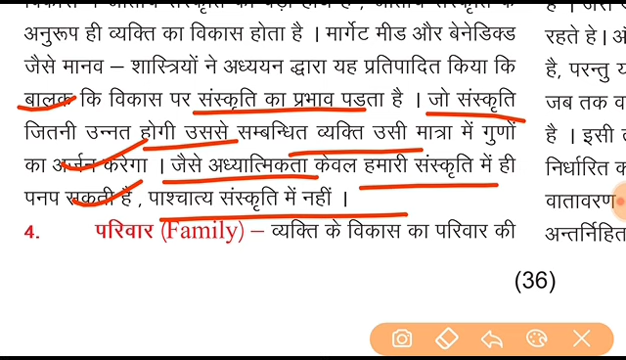 अनुरूप ही व्यक्ति का विकास होता है । मार्गेट मीड और बेनेडिक्ड
जैसे मानव – शास्त्रियों ने अध्ययन द्वारा यह प्रतिपादित किया कि
बालक कि विकास पर संस्कृति का प्रभाव पड़ता है । जो संस्कृति
जितनी उन्नत होगी उससे सम्बन्धित व्यक्ति उसी मात्रा में गुणों
का अर्जन करेगा । जैसे अध्यात्मिकता केवल हमारी संस्कृति में ही
पनप सकती है , पाश्चात्य संस्कृति में नहीं ।
4. परिवार (Family) – व्यक्ति के विकास का परिवार की
रहते हे । अ
है, परन्तु य
जब तक व
है । इसी
निर्धारित क
वातावरण
अन्तर्निहित
(36)